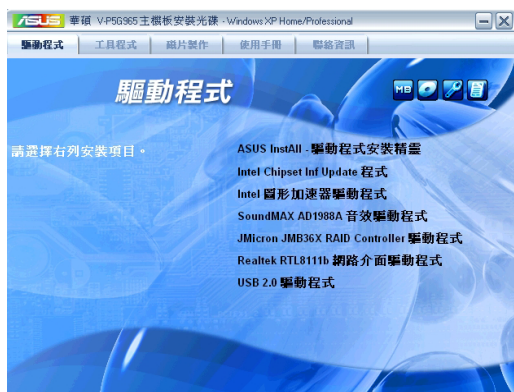 ASUS 華碩 V-P5G965 主機板安裝光碟 - Windows XP Home/Professional
驅動程式 工具程式 磁片製作 使用手冊 聯絡資訊
驅動程式
MB
請選擇右列安裝項目。
ASUS InstAll - 驅動程式安裝精靈
Intel Chipset Inf Update 程式
Intel 圖形加速器驅動程式
SoundMAX AD1988A 音效驅動程式
JMicron JMB36X RAID Controller 驅動程式
Realtek RTL8111b 網路介面驅動程式
USB 2.0 驅動程式